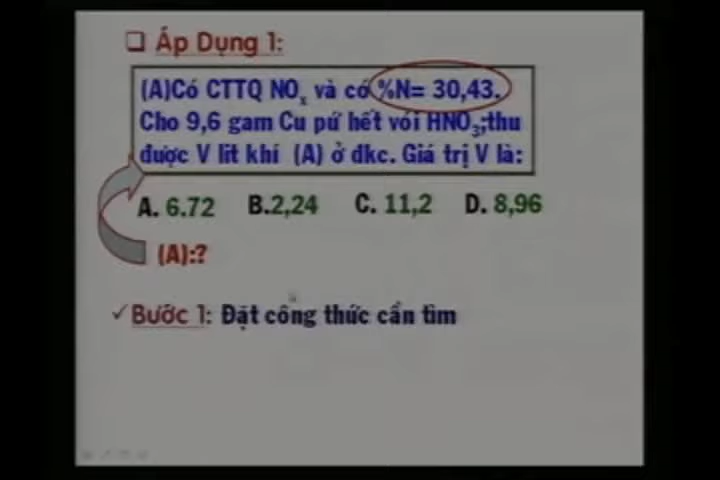 Áp Dụng 1:
(A)Có CTTQ NOₓ và có %N= 30,43.
Cho 9,6 gam Cu pứ hết với HNO₃;thu
được V lit khí (A) ở đkc. Giá trị V là:
A. 6.72 B.2,24 C. 11,2 D. 8,96
(A):?
✓Bước 1: Đặt công thức cần tìm